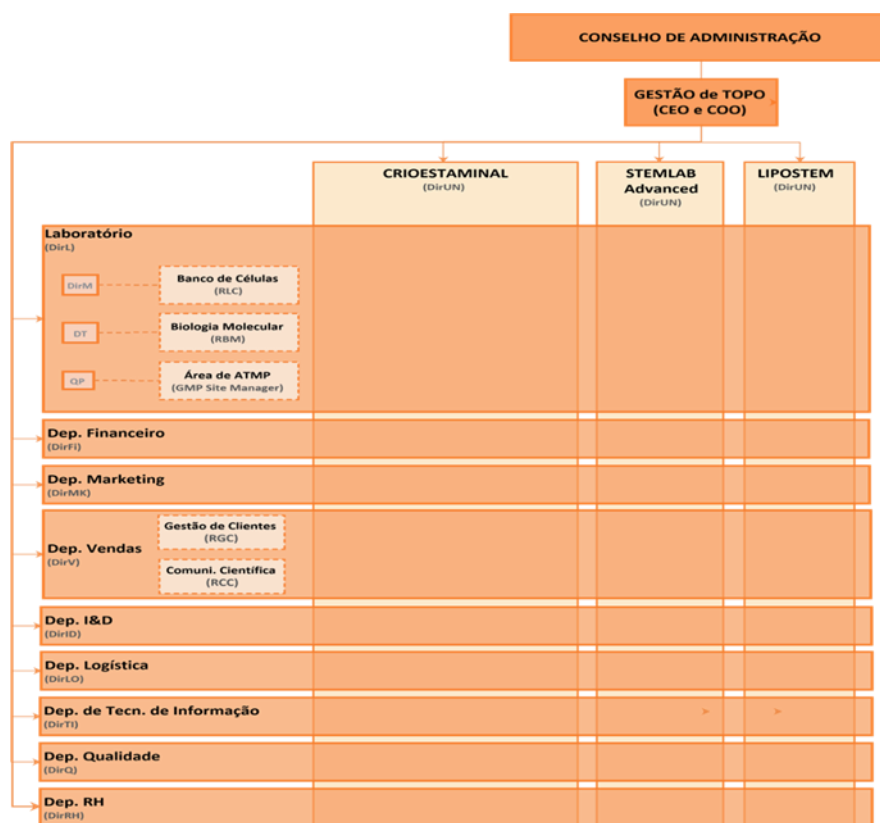 CONSELHO DE ADMINISTRAÇÃO
GESTÃO de TOPO
(CEO e COO)
CRIOESTAMINAL
(DirUN)
STEMLAB
Advanced
(DirUN)
LIPOSTEM
(DirUN)
Laboratório
(DirL)
DirM
Banco de Células
(RLC)
DT
Biologia Molecular
(RBM)
QP
Área de ATMP
(GMP Site Manager)
Dep. Financeiro
(DirFi)
Dep. Marketing
(DirMK)
Dep. Vendas
(DirV)
Gestão de Clientes
(RGC)
Comuni. Científica
(RCC)
Dep. I&D
(DirID)
Dep. Logística
(DirLO)
Dep. de Tecn. de Informação
(DirTI)
Dep. Qualidade
(DirQ)
Dep. RH
(DirRH)